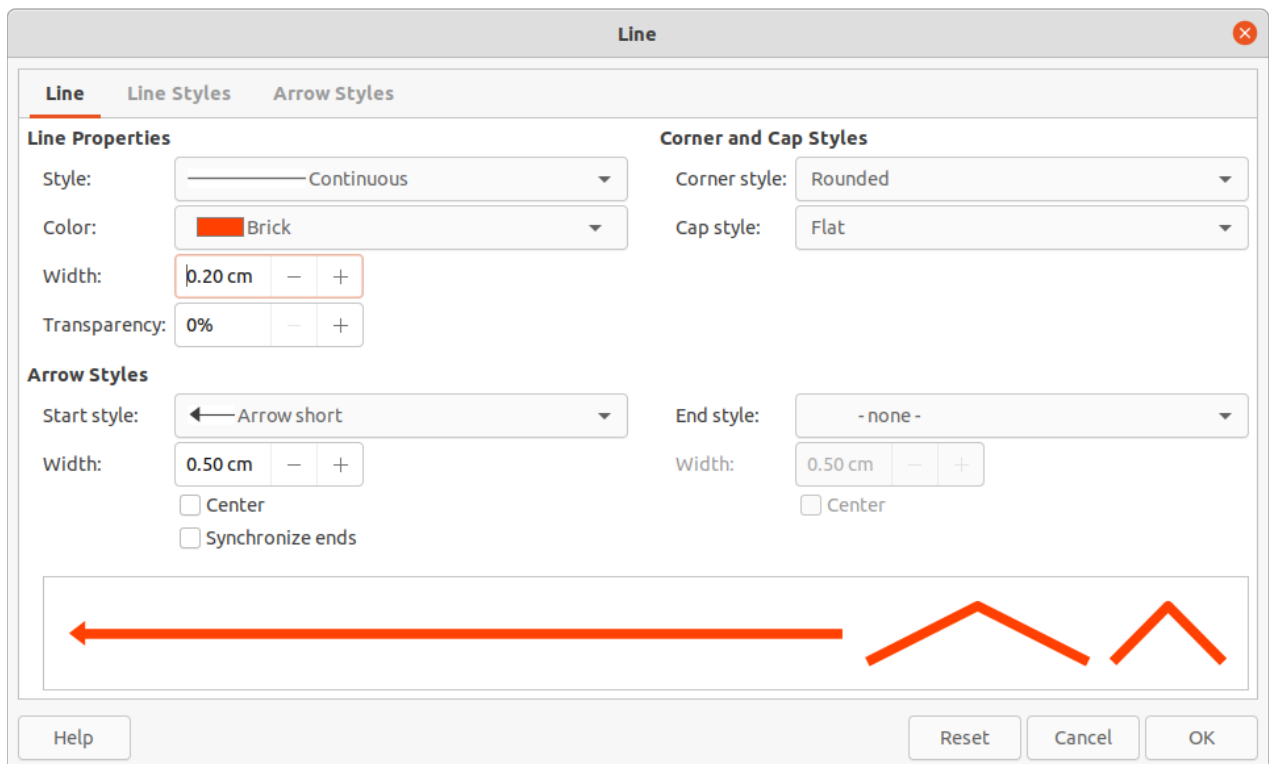 Line
Line Line Styles Arrow Styles
Line Properties
Style: Continuous
Color: Brick
Width: 0.20 cm
Transparency: 0%
Corner and Cap Styles
Corner style: Rounded
Cap style: Flat
Arrow Styles
Start style: Arrow short
Width: 0.50 cm
Center
Synchronize ends
End style: - none -
Width: 0.50 cm
Center
Help Reset Cancel OK